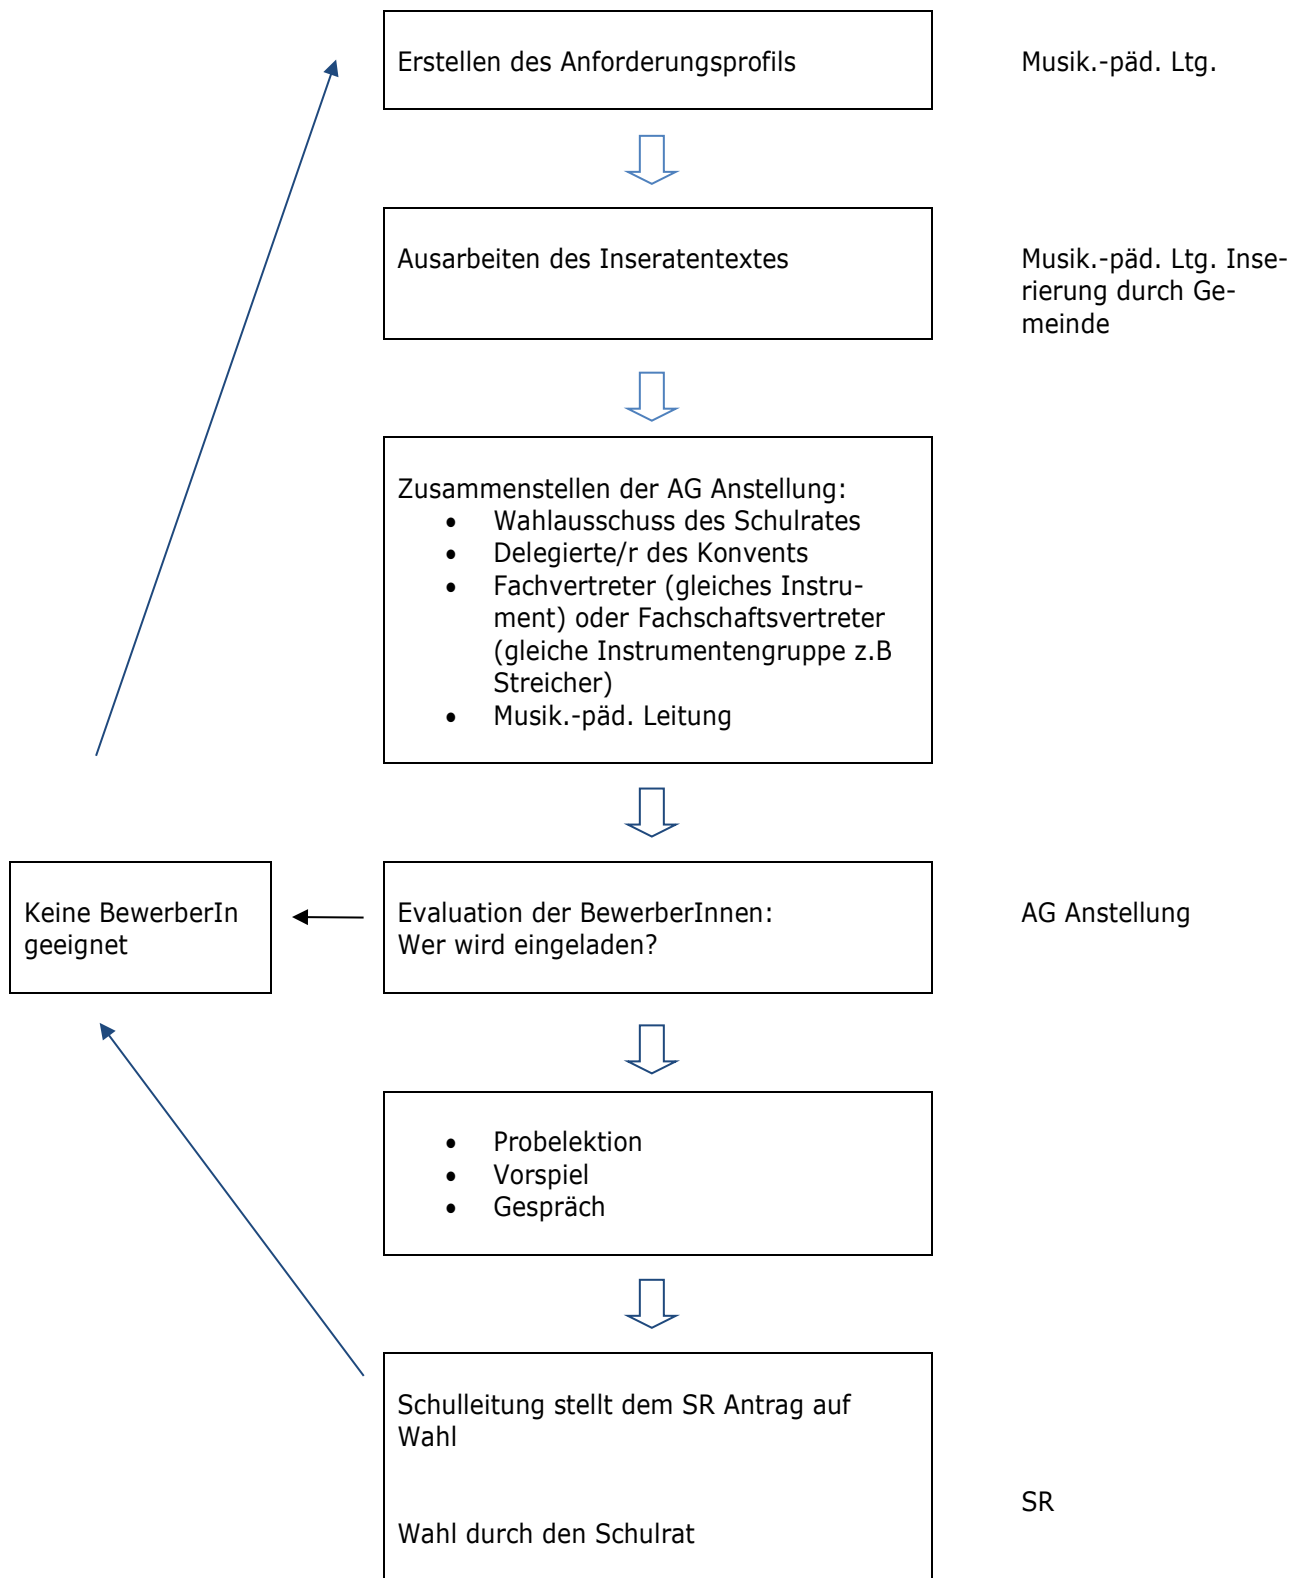 Erstellen des Anforderungsprofils
Musik.-päd. Ltg.
Ausarbeiten des Inseratentextes
Musik.-päd. Ltg. Inse-
rierung durch Ge-
meinde
Zusammenstellen der AG Anstellung:
• Wahlausschuss des Schulrates
• Delegierte/r des Konvents
• Fachvertreter (gleiches Instru-
ment) oder Fachschaftsvertreter
(gleiche Instrumentengruppe z.B
Streicher)
• Musik.-päd. Leitung
Keine BewerberIn
geeignet
Evaluation der BewerberInnen:
Wer wird eingeladen?
AG Anstellung
• Probelektion
• Vorspiel
• Gespräch
Schulleitung stellt dem SR Antrag auf
Wahl
SR
Wahl durch den Schulrat